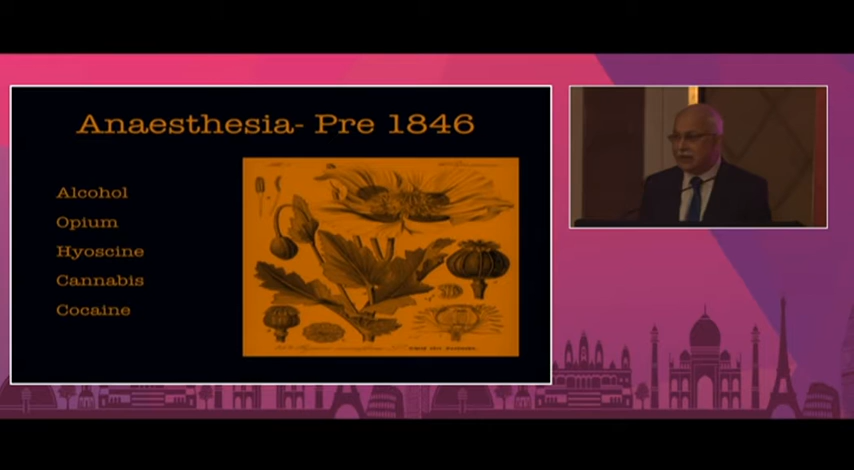 Anaesthesia- Pre 1846
Alcohol
Opium
Hyoscine
Cannabis
Cocaine